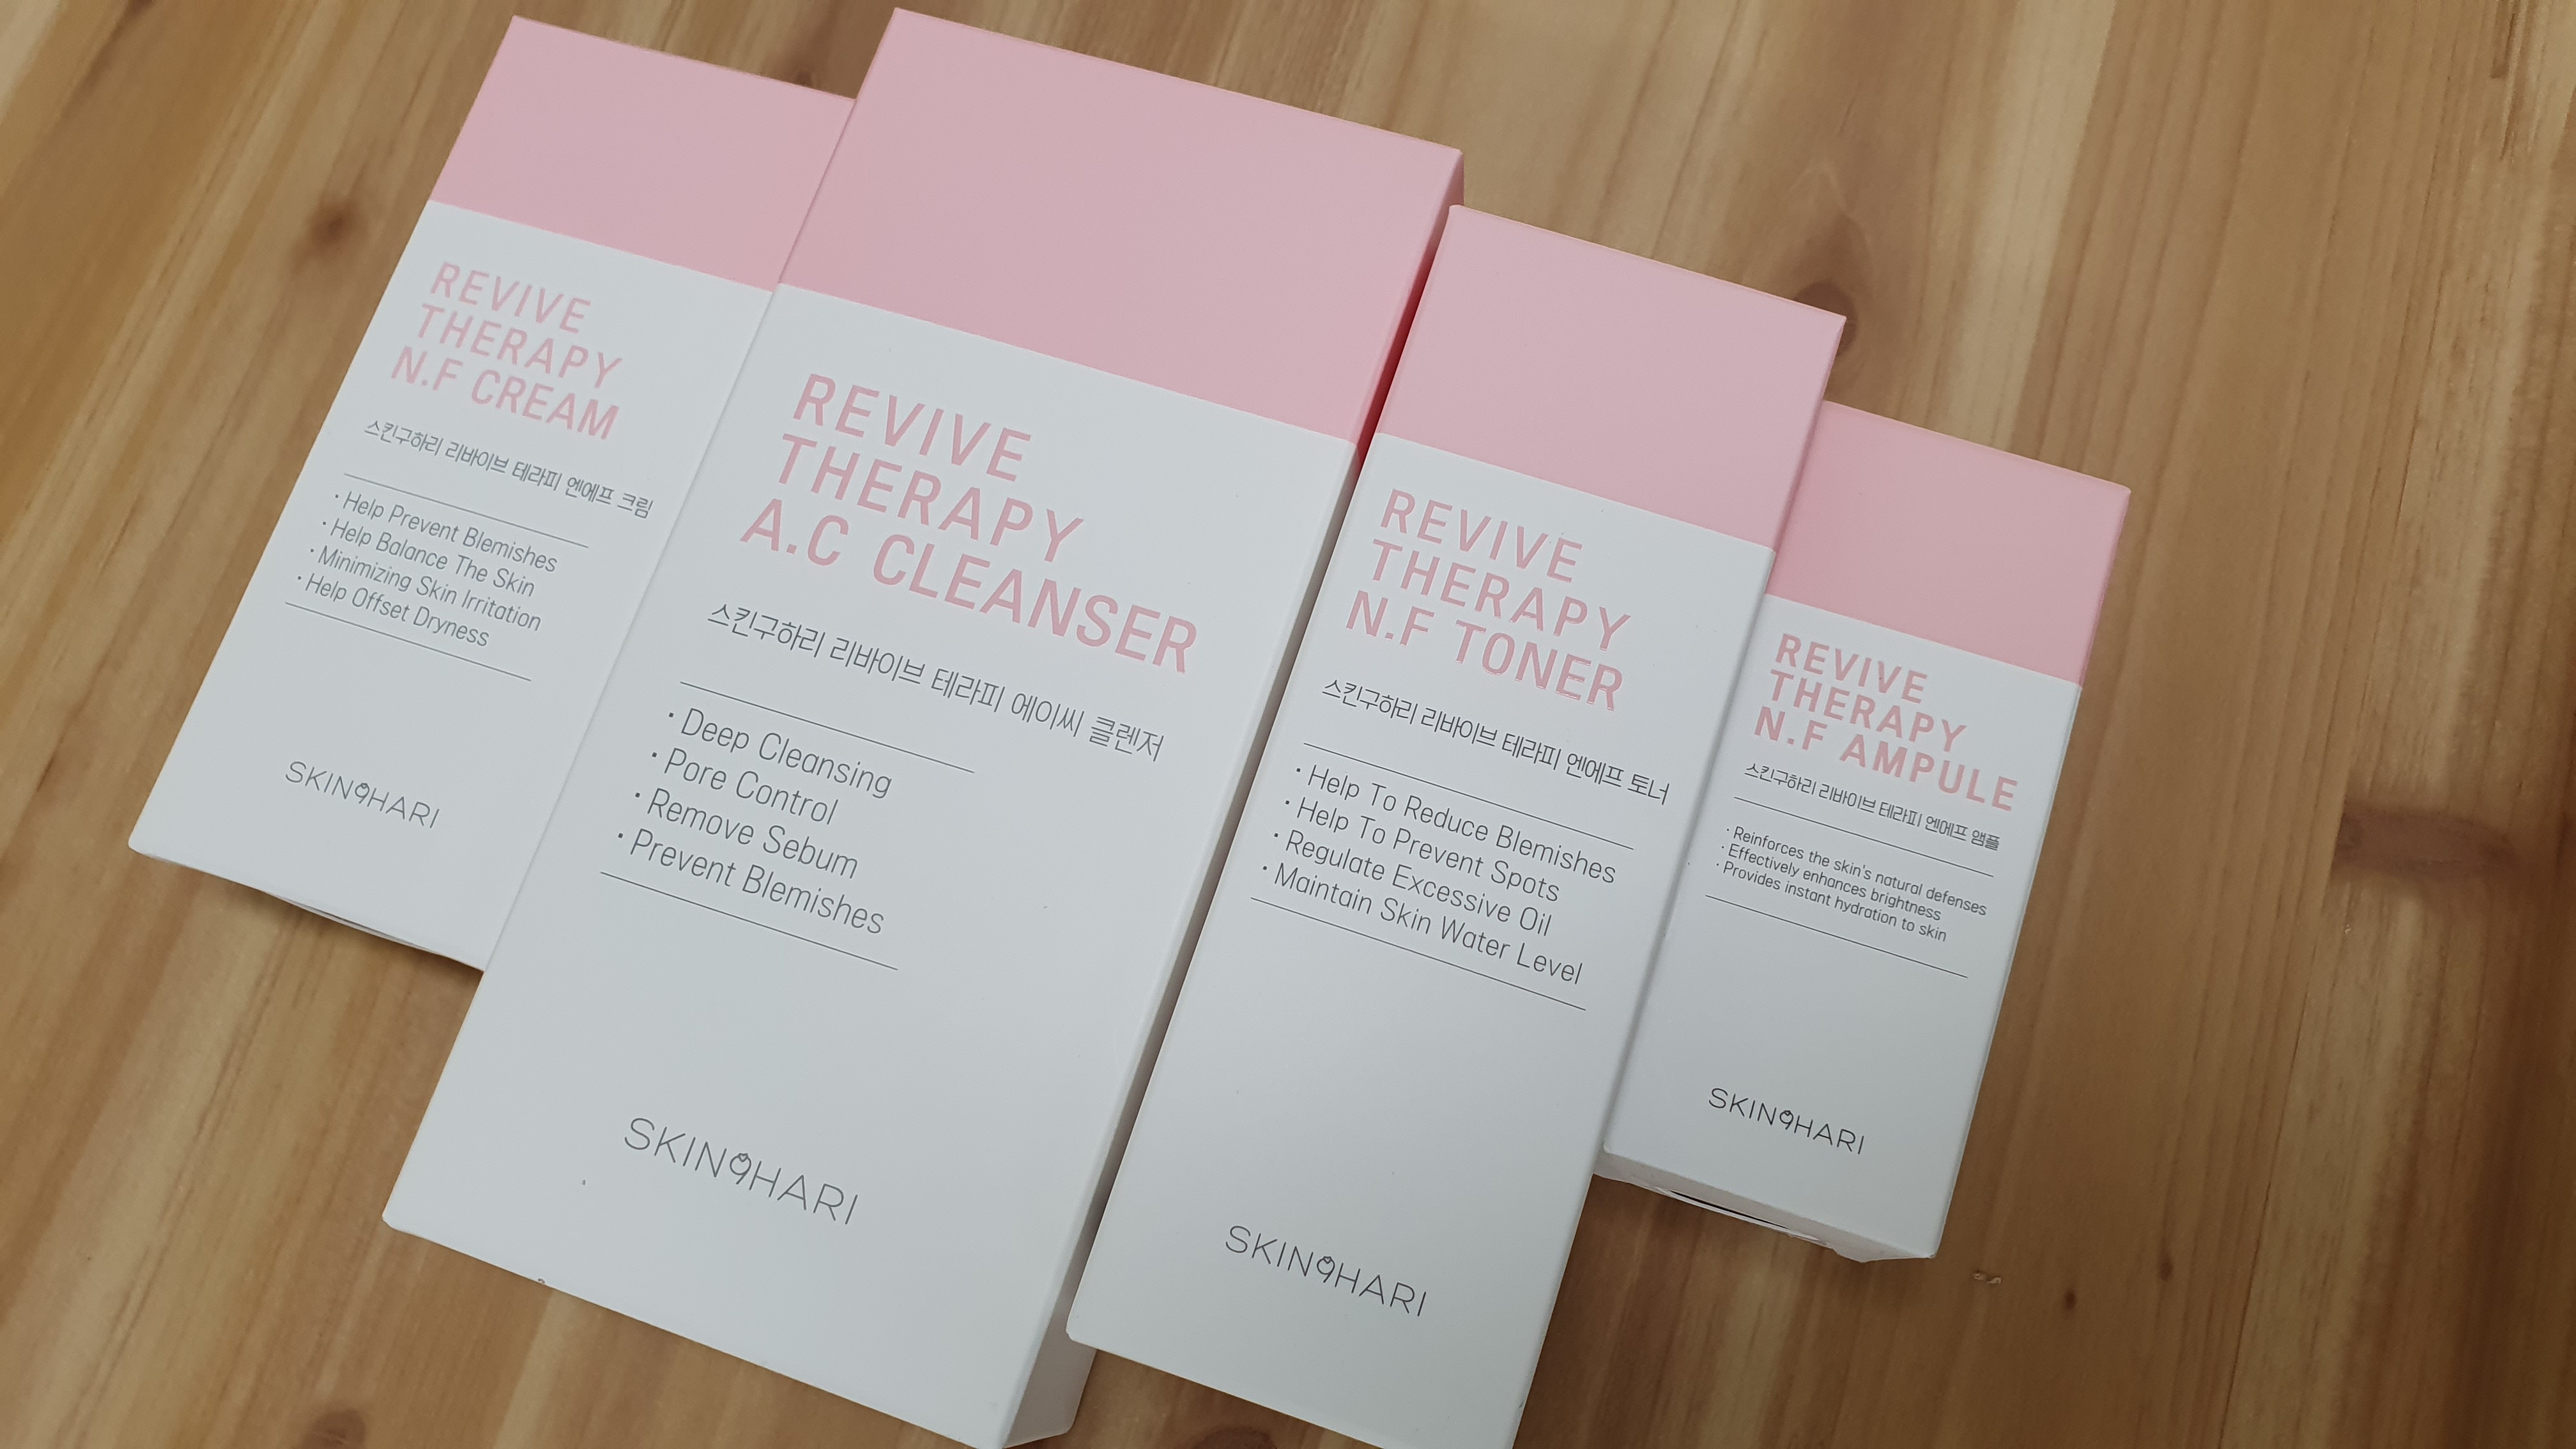 REVIVE
THERAPY
N.F CREAM
스킨구하리 리바이브 테라피 엔에프 크림
· Help Prevent Blemishes
· Help Balance The Skin
· Minimizing Skin Irritation
· Help Offset Dryness
SKIN9HARI
REVIVE
THERAPY
A.C CLEANSER
스킨구하리 리바이브 테라피 에이씨 클렌저
· Deep Cleansing
· Pore Control
· Remove Sebum
· Prevent Blemishes
SKIN9HARI
REVIVE
THERAPY
N.F TONER
스킨구하리 리바이브 테라피 엔에프 토너
· Help To Reduce Blemishes
· Help To Prevent Spots
· Regulate Excessive Oil
· Maintain Skin Water Level
SKIN9HARI
REVIVE
THERAPY
N.F AMPULE
스킨구하리 리바이브 테라피 엔에프 앰플
· Reinforces the skin's natural defenses
· Effectively enhances brightness
· Provides instant hydration to skin
SKIN9HARI